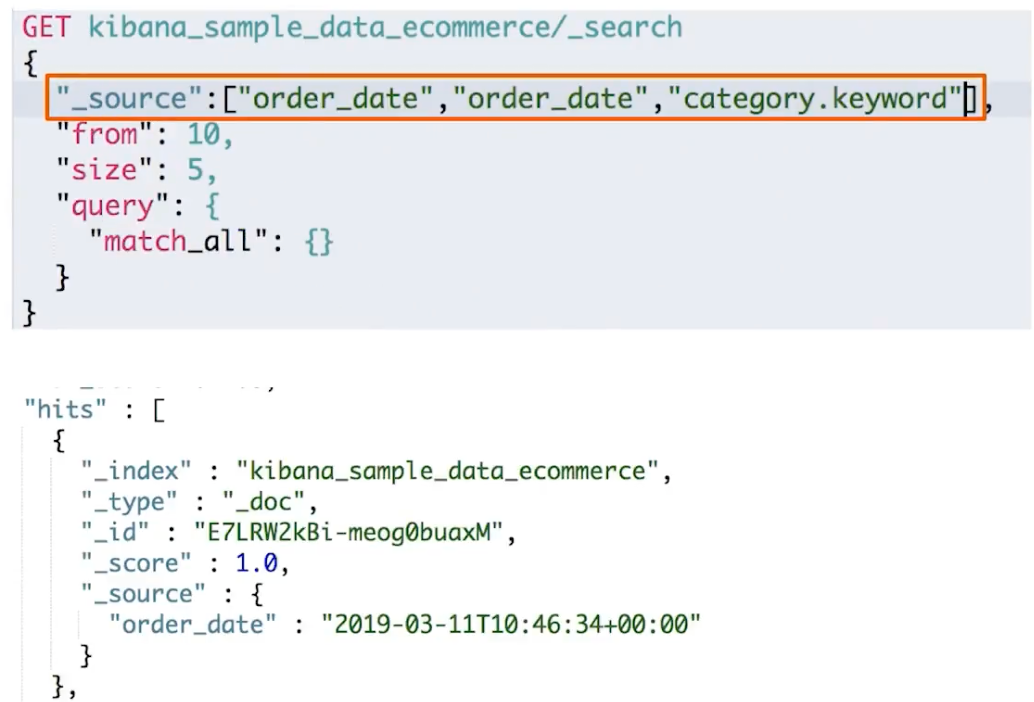 GET kibana_sample_data_ecommerce/_search
{
"_source":["order_date","order_date","category.keyword"],
"from": 10,
"size": 5,
"query": {
"match_all": {}
}
}
"hits" : [
{
"_index" : "kibana_sample_data_ecommerce",
"_type" : "_doc",
"_id" : "E7LRW2kBi-meog0buaxM",
"_score" : 1.0,
"_source" : {
"order_date" : "2019-03-11T10:46:34+00:00"
}
},